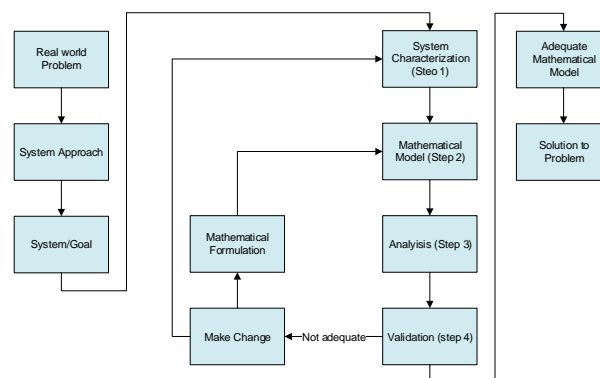 Real world
Problem
System Approach
System/Goal
System
Characterization
(Steo 1)
Mathematical
Model (Step 2)
Analyisis (Step 3)
Validation (step 4)
Not adequate
Make Change
Mathematical
Formulation
Adequate
Mathematical
Model
Solution to
Problem